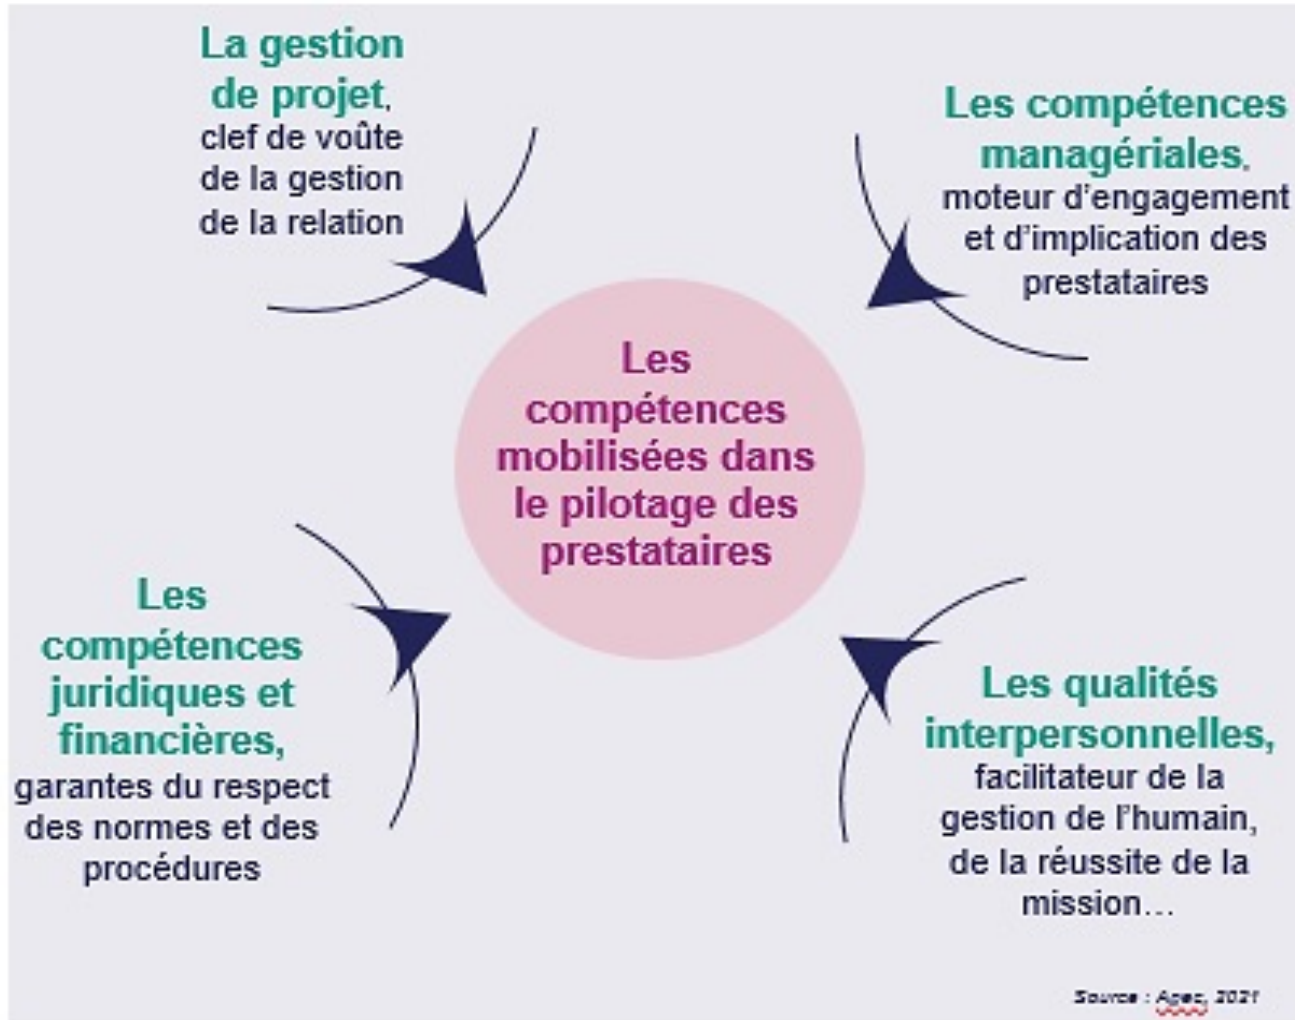 La gestion
de projet,
clef de voûte
de la gestion
de la relation
Les compétences
managériales,
moteur d'engagement
et d'implication des
prestataires
Les
compétences
mobilisées dans
le pilotage des
prestataires
Les
compétences
juridiques et
financières,
garantes du respect
des normes et des
procédures
Les qualités
interpersonnelles,
facilitateur de la
gestion de l'humain,
de la réussite de la
mission…
Source : Apec, 2021